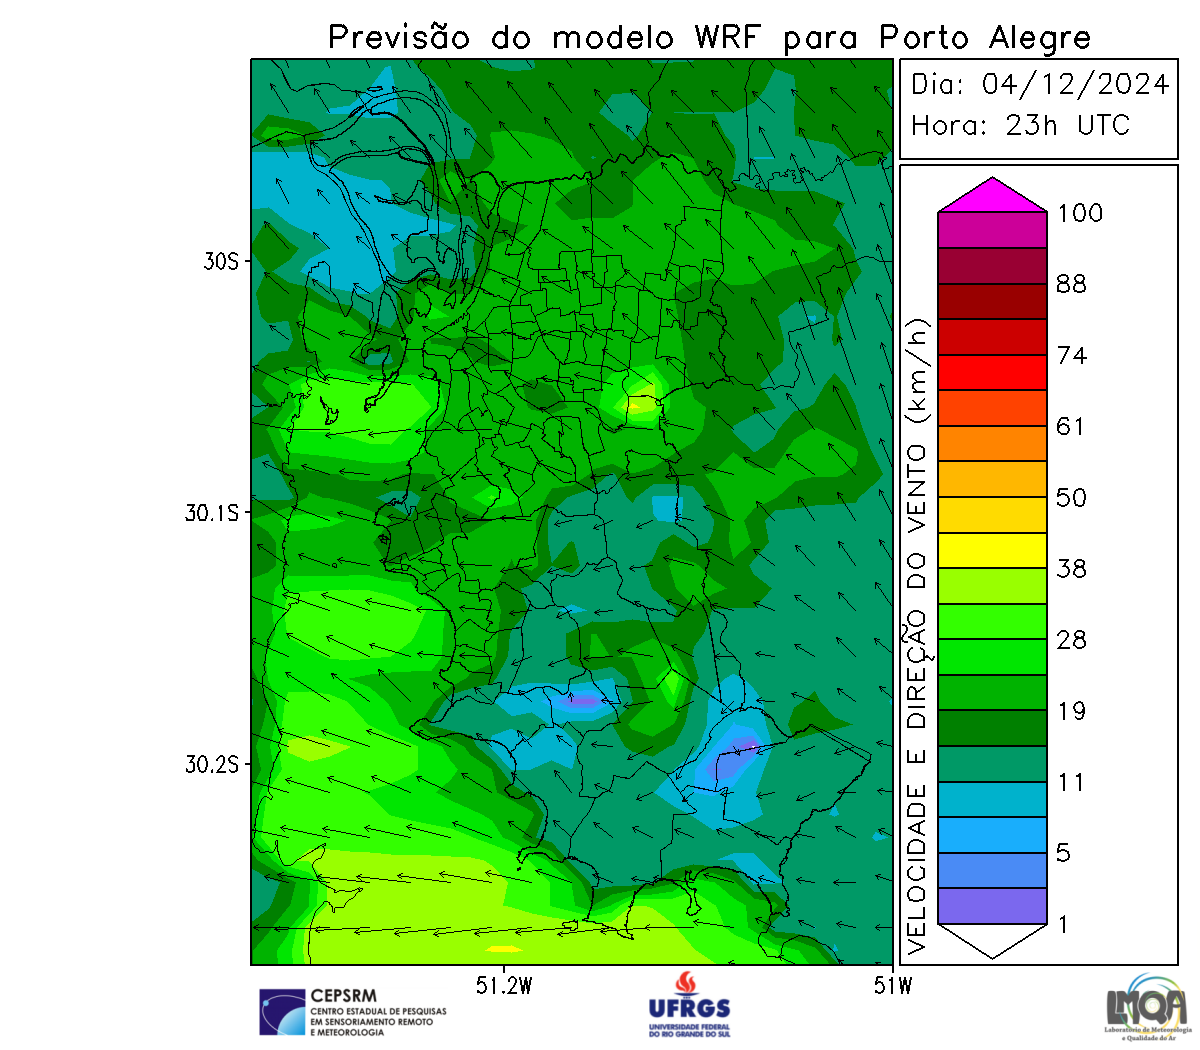 Previsão do modelo WRF para Porto Alegre
Dia: 04/12/2024
Hora: 23h UTC
30S
30.1S
30.2S
51.2W
51W
VELOCIDADE E DIREÇÃO DO VENTO (km/h)
100
88
74
61
50
38
28
19
11
5
1
CEPSRM
CENTRO ESTADUAL DE PESQUISAS
EM SENSORIAMENTO REMOTO
E METEOROLOGIA
UFRGS
UNIVERSIDADE FEDERAL
DO RIO GRANDE DO SUL
LMQA
Laboratório de Meteorologia
e Qualidade do Ar